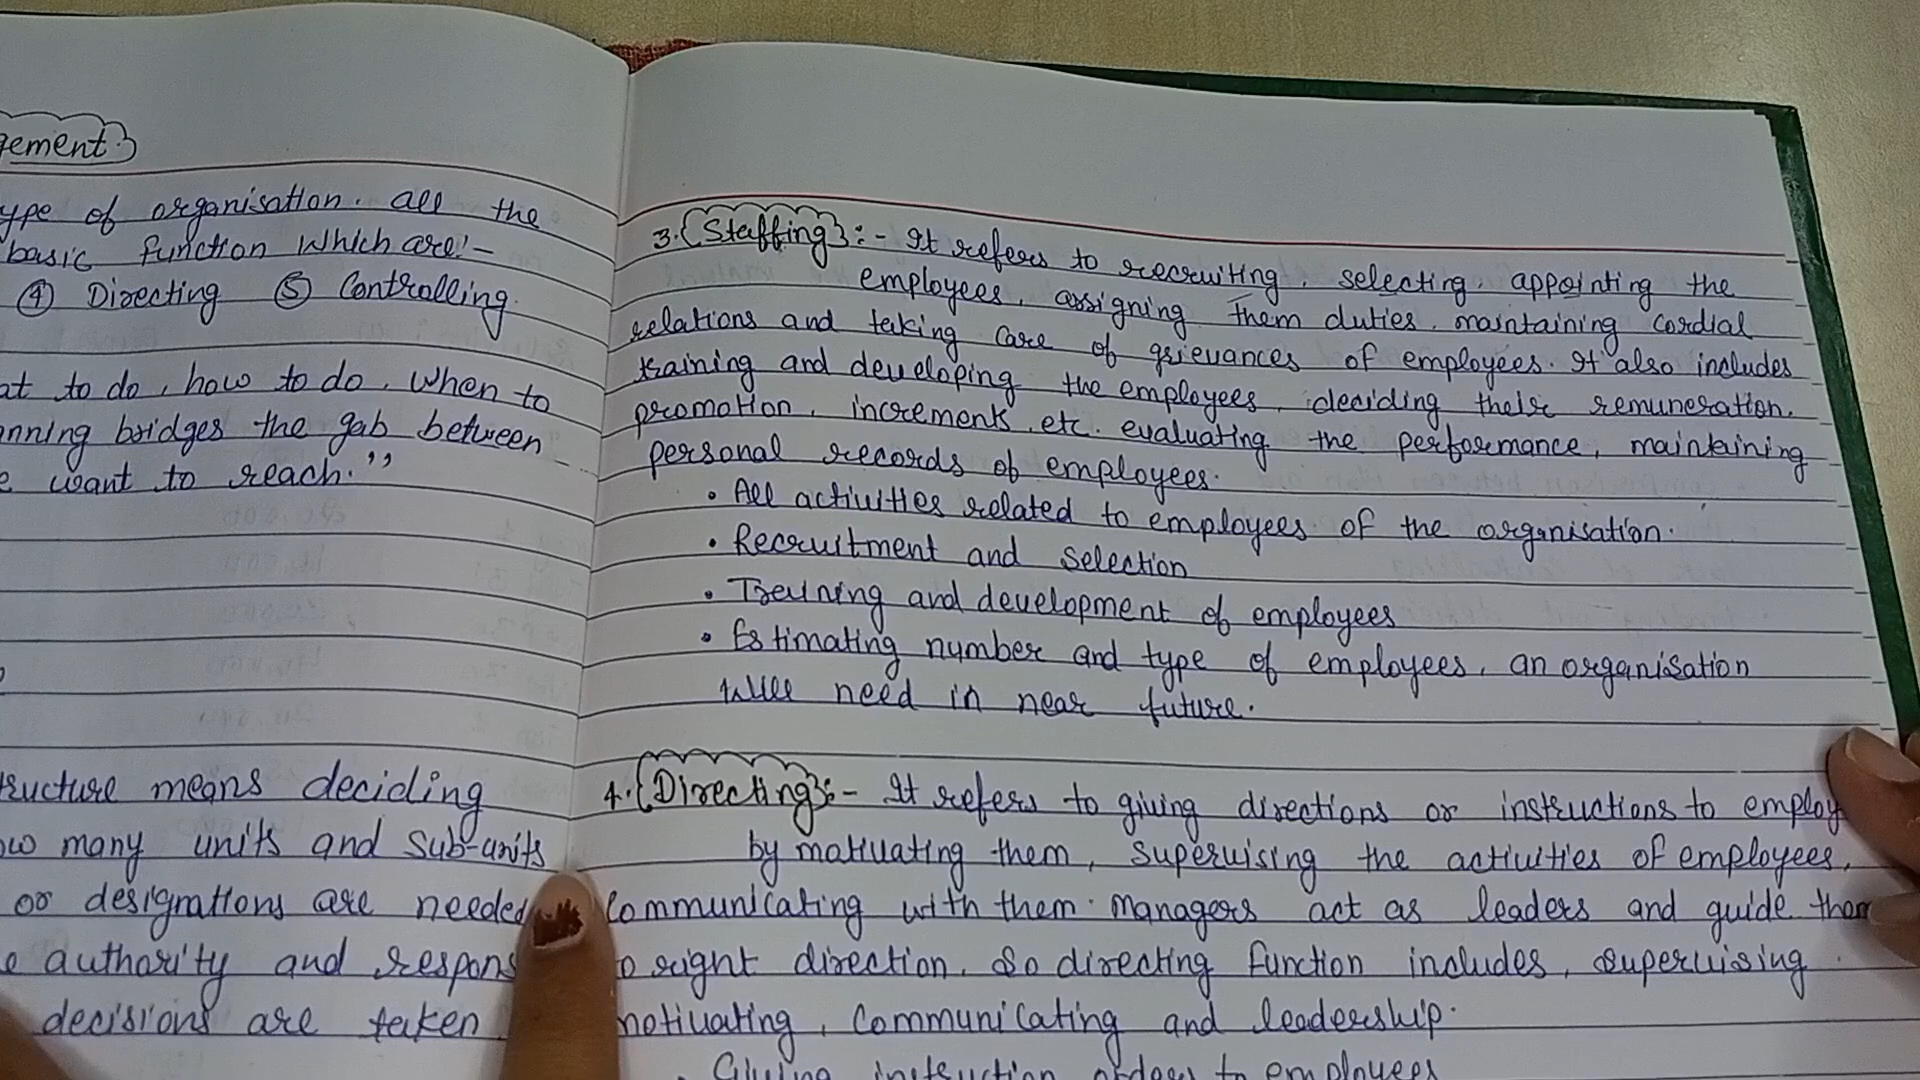 gement
ype of organisation. all the
basic function which are:-
④ Directing ⑤ Controlling.
at to do, how to do, When to
nning bridges the gab between
e want to reach.”
ructure means deciding
ow many units and Sub-units
or designations are needed
e authority and respons
decisions are taken
3. {Staffing}:- It refers to recruiting, selecting, appointing the
employees, assigning them duties, maintaining cordial
relations and taking care of grievances of employees. It also includes
training and developing the employees, deciding their remuneration.
promotion, increments, etc. evaluating the performance, maintaining
personal records of employees.
• All activities related to employees of the organisation.
• Recruitment and Selection
• Training and development of employees
• Estimating number and type of employees, an organisation
will need in near future.
4. {Directing}:- It refers to giving directions or instructions to employ
by motivating them, supervising the activities of employees,
communicating with them. Managers act as leaders and guide them
o right direction. So directing function includes, supervising
motivating, communicating and leadership.
• Giving instruction orders to employees